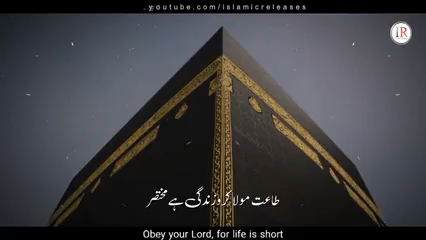 .youtube.com/islamicreleases
IR
طاعت مولا کرو زندگی ہے مختصر
Obey your Lord, for life is short